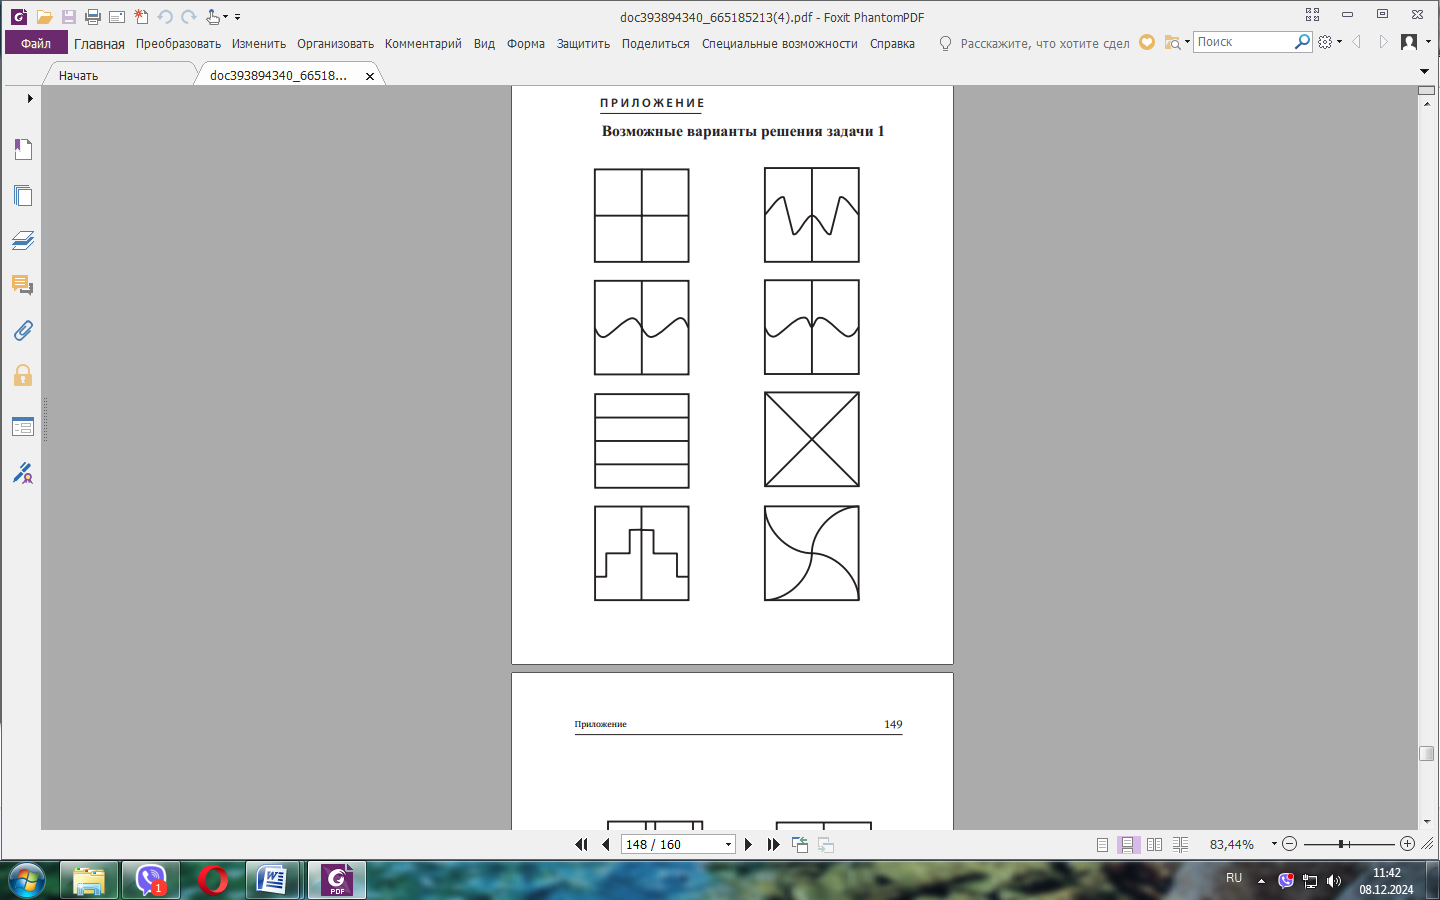 doc393894340_665185213(4).pdf - Foxit PhantomPDF
Файл Главная Преобразовать Изменить Организовать Комментарий Вид Форма Защитить Поделиться Специальные возможности Справка Расскажите, что хотите сдел Поиск
Начать doc393894340_66518...
ПРИЛОЖЕНИЕ
Возможные варианты решения задачи 1
Приложение 149
148 / 160 83,44%
1 PDF RU 11:42
08.12.2024